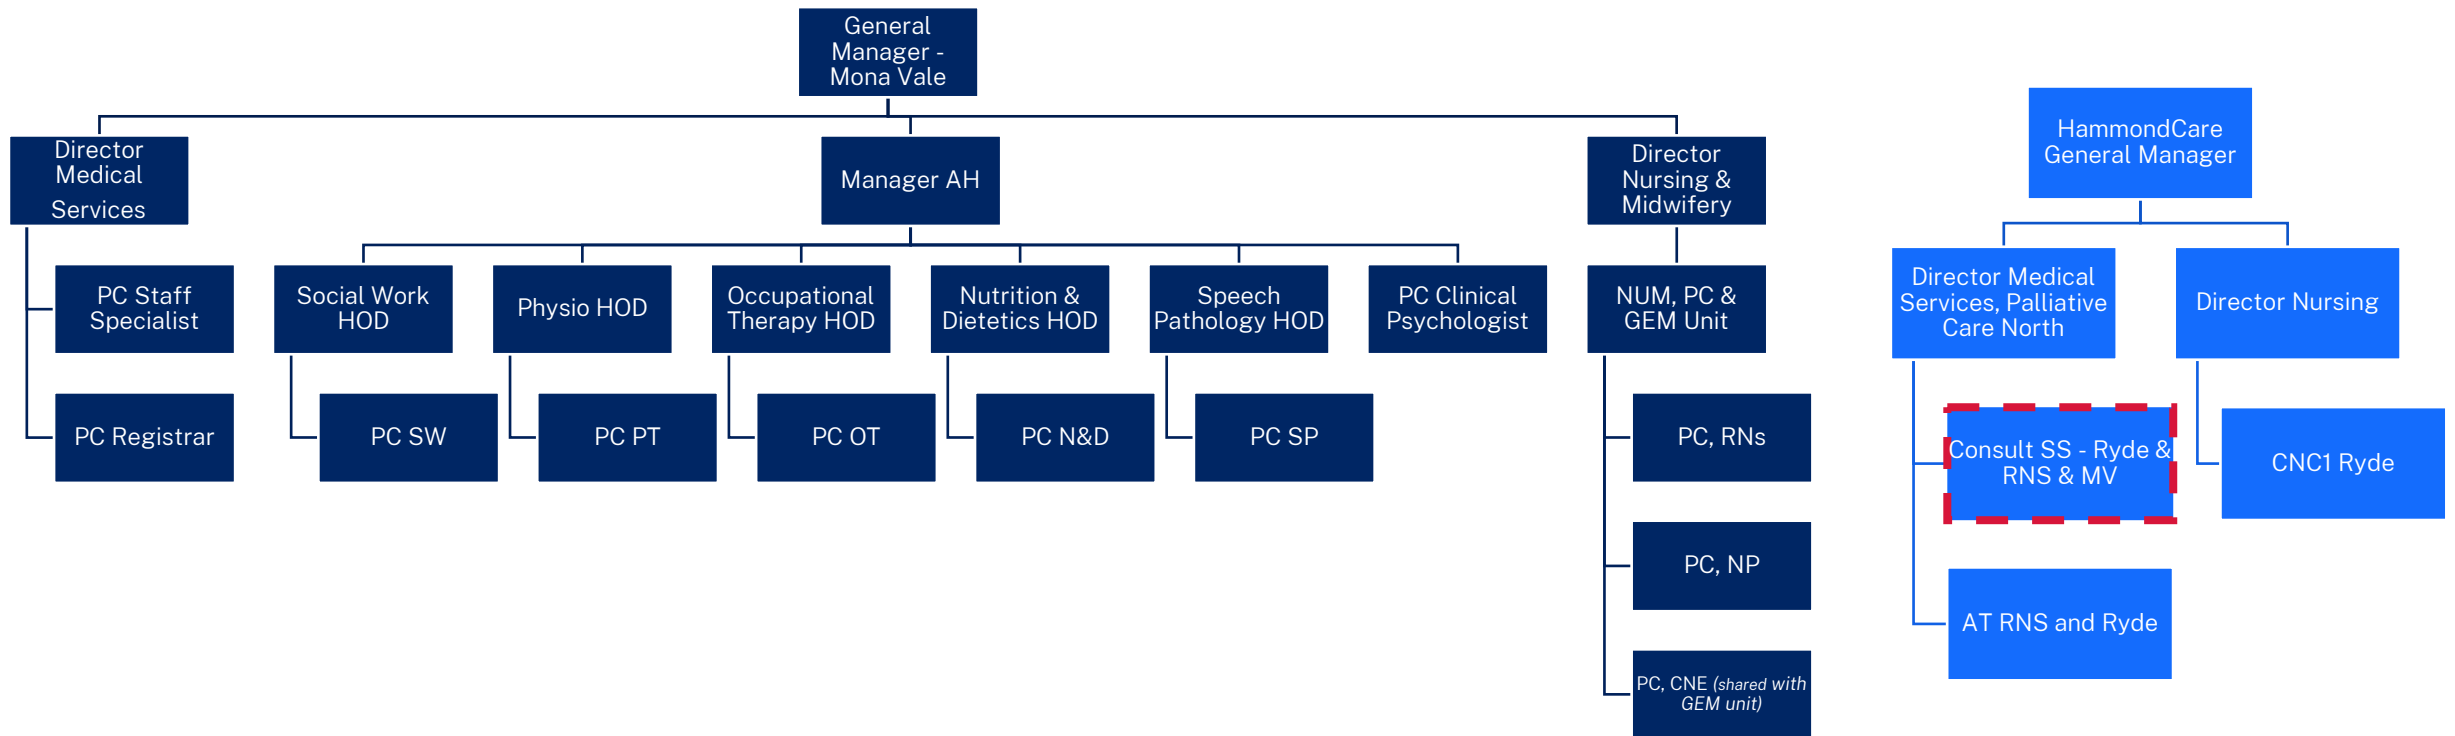 General
Manager -
Mona Vale
HammondCare
General Manager
Director
Medical
Services
Manager AH
Director
Nursing &
Midwifery
Director Medical
Services, Palliative
Care North
Director Nursing
PC Staff
Specialist
Social Work
HOD
Physio HOD
Occupational
Therapy HOD
Nutrition &
Dietetics HOD
Speech
Pathology HOD
PC Clinical
Psychologist
NUM, PC &
GEM Unit
PC Registrar
PC SW
PC PT
PC OT
PC N&D
PC SP
PC, RNs
Consult SS - Ryde &
RNS & MV
CNC1 Ryde
PC, NP
AT RNS and Ryde
PC, CNE (shared with
GEM unit)